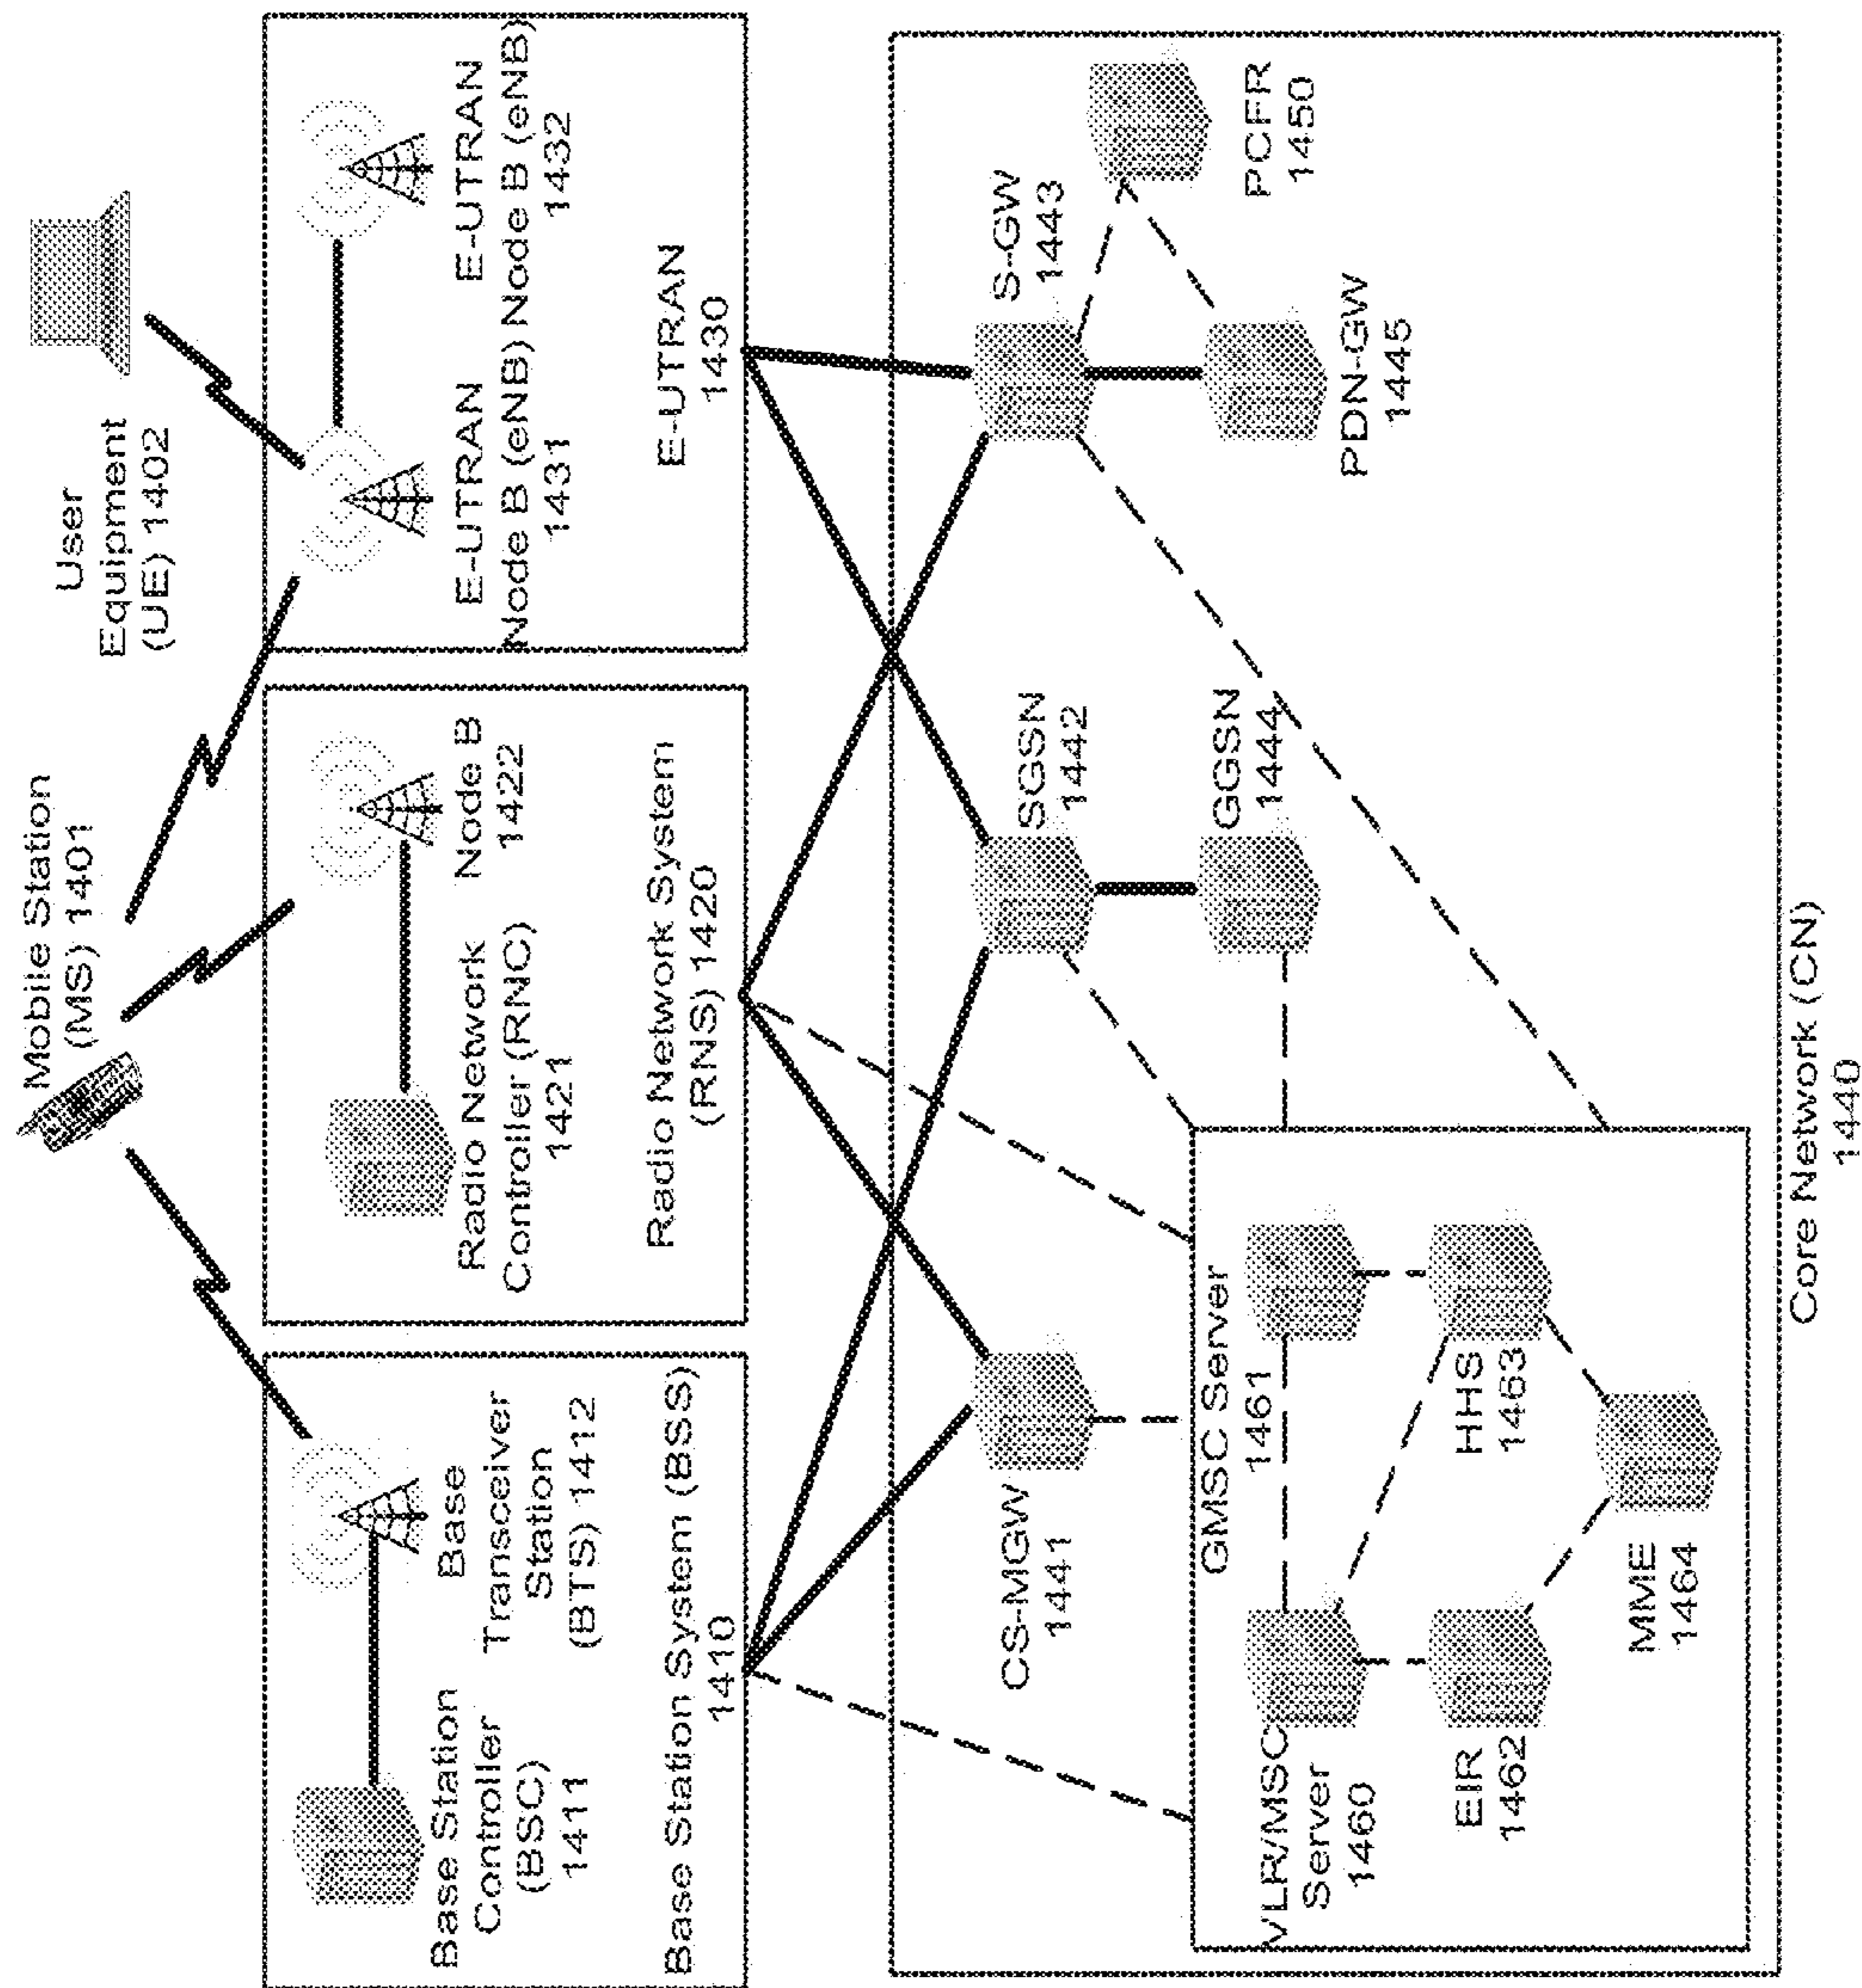 Mobile Station
(MS) 1401
User
Equipment
(UE) 1402
Base Station
Controller
(BSC)
1411
Base
Transceiver
Station
(BTS) 1412
Base Station System (BSS)
1410
Radio Network
Controller (RNC)
1421
Node B
1422
Radio Network System
(RNS) 1420
E-UTRAN
Node B (eNB)
1431
E-UTRAN
Node B (eNB)
1432
E-UTRAN
1430
CS-MGW
1441
SGSN
1442
S-GW
1443
GGSN
1444
PDN-GW
1445
PCFR
1450
GMSC Server
1461
VLR/MSC
Server
1460
EIR
1462
HHS
1463
MME
1464
Core Network (CN)
1440